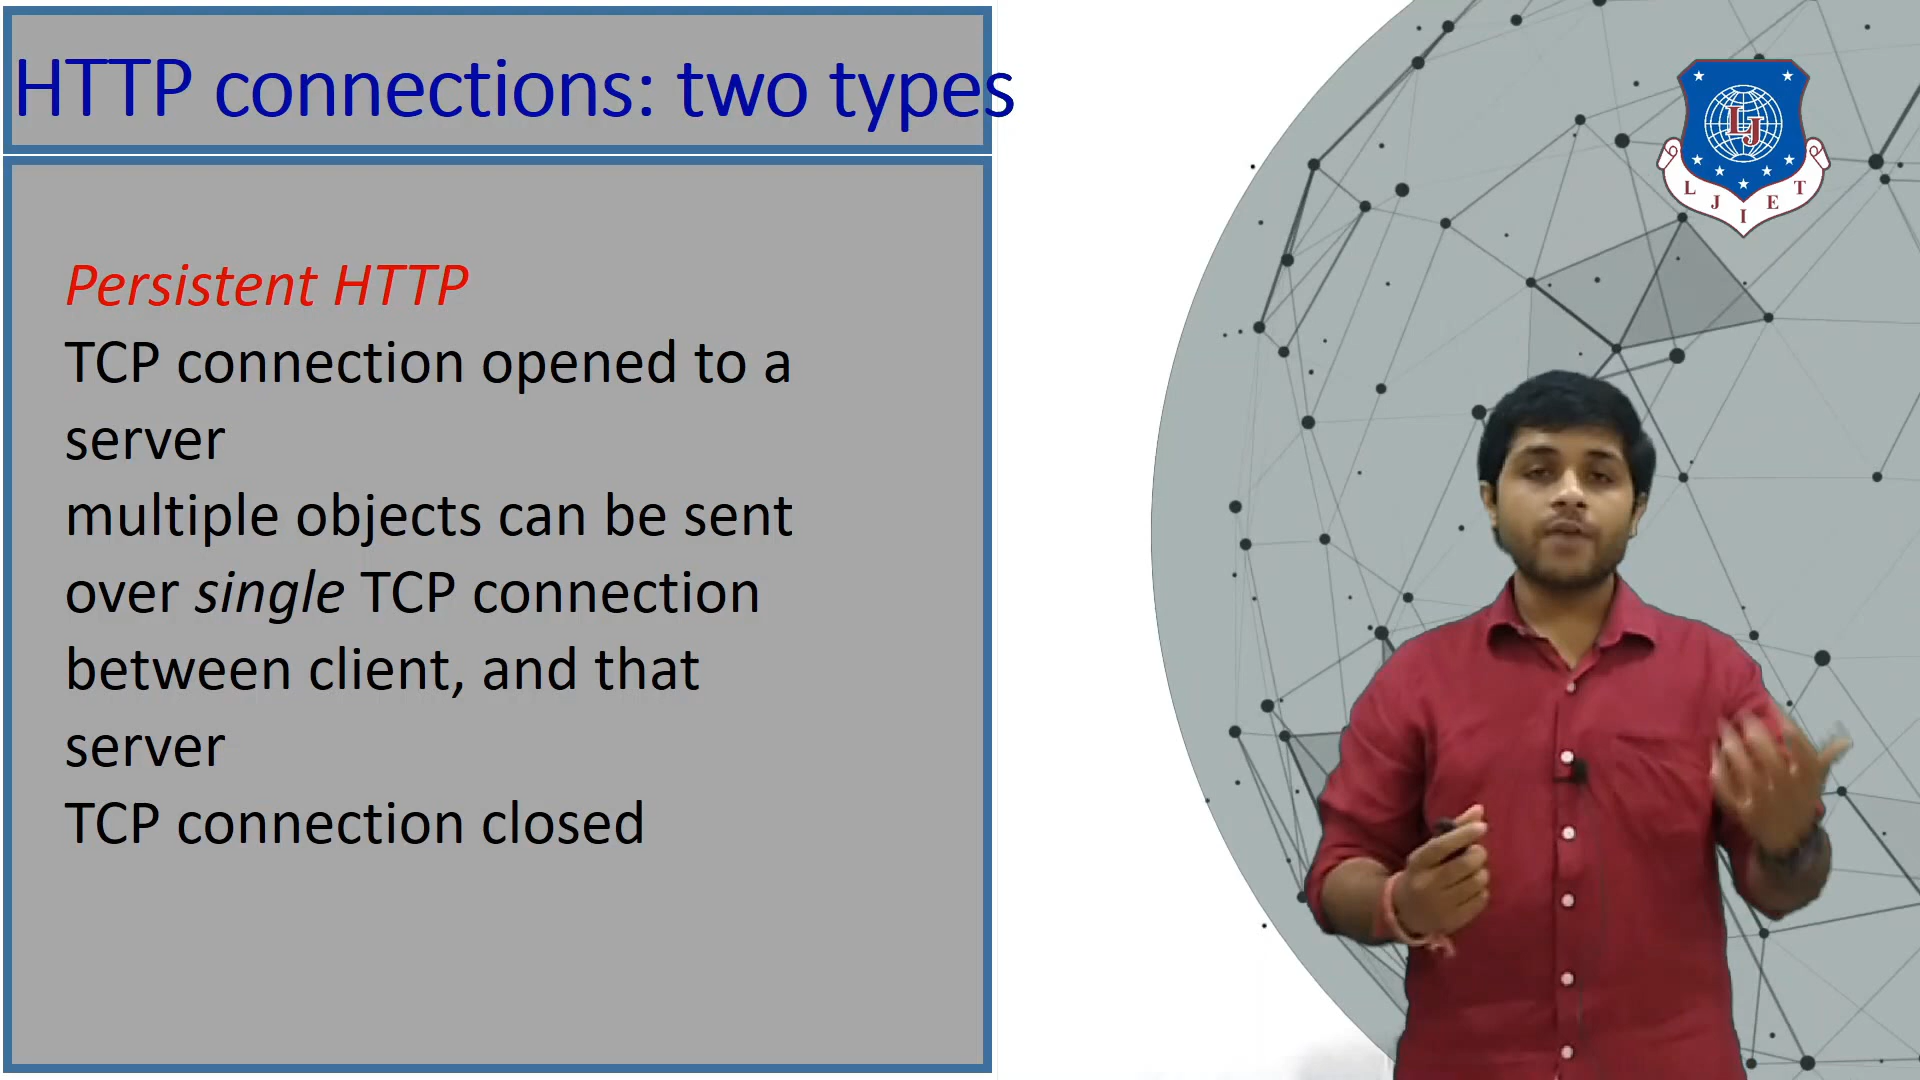 HTTP connections: two types
Persistent HTTP
TCP connection opened to a
server
multiple objects can be sent
over single TCP connection
between client, and that
server
TCP connection closed
LJ
L J I E T